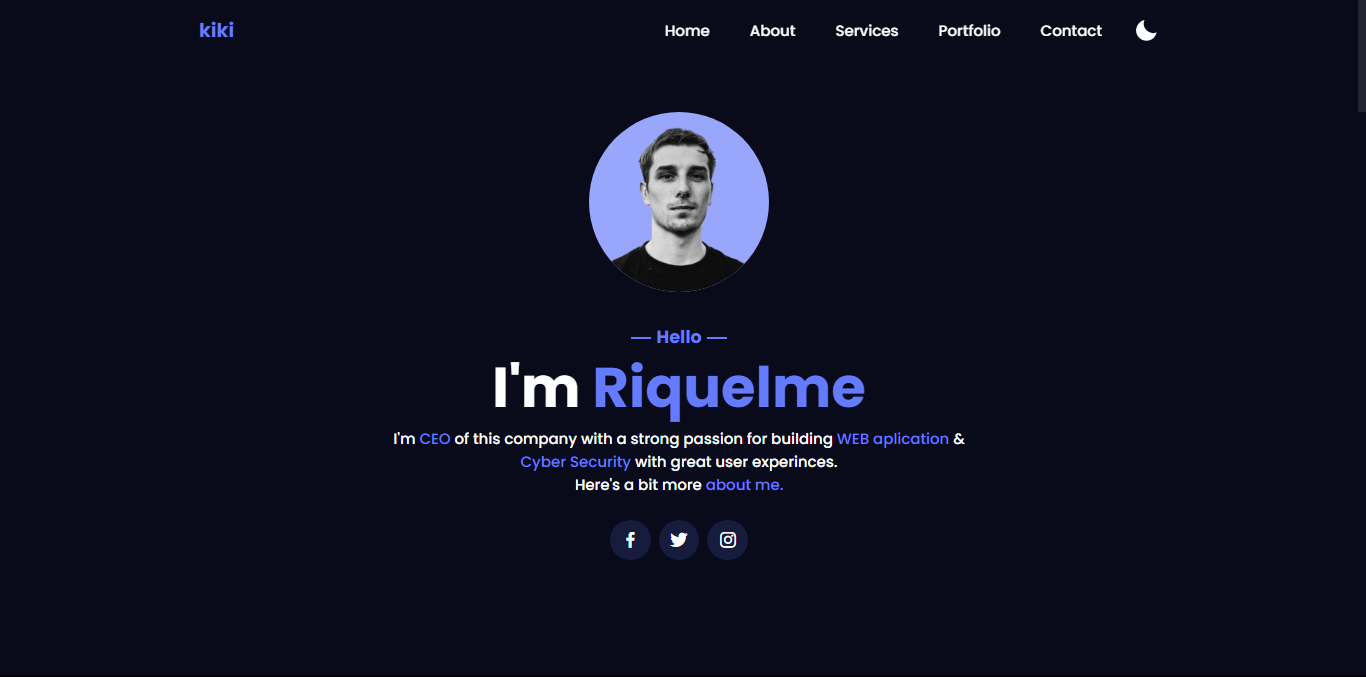 kiki
Home About Services Portfolio Contact
Hello
I'm Riquelme
I'm CEO of this company with a strong passion for building WEB aplication &
Cyber Security with great user experinces.
Here's a bit more about me.